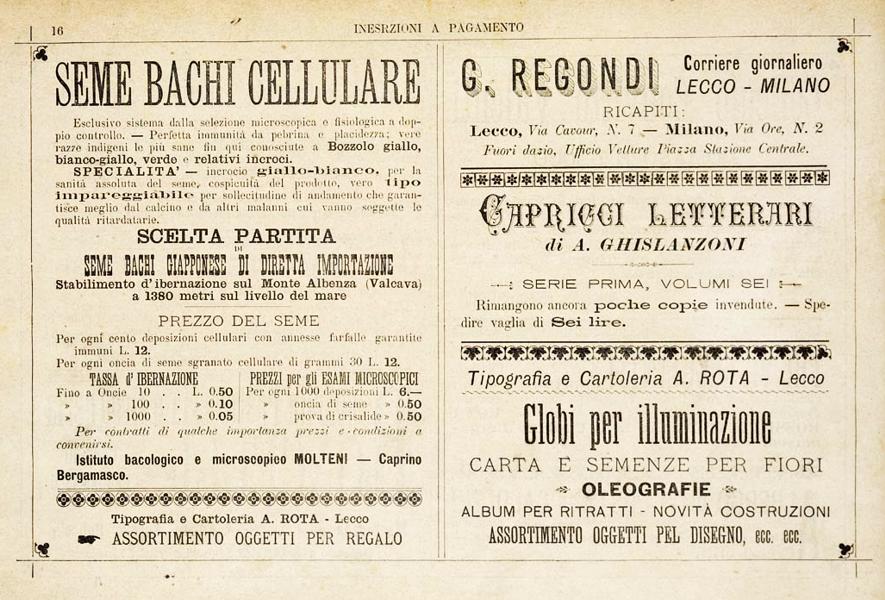 16
INESRZIONI A PAGAMENTO
SEME BACHI CELLULARE
Esclusivo sistema dalla selezione microscopica e fisiologica a dop-
pio controllo. — Perfetta immunità da pebrina e placidezza; vere
razze indigeni le più sane fin qui conosciute a Bozzolo giallo,
bianco-giallo, verde e relativi incroci.
SPECIALITA' — incrocio giallo-bianco, per la
sanità assoluta del seme, cospicuità del prodotto, vero tipo
impareggiabile per sollecitudine di andamento che garan-
tisce meglio dal calcino e da altri malanni cui vanno soggette le
qualità ritardatarie.
SCELTA PARTITA
DI
SEME BACHI GIAPPONESE DI DIRETTA IMPORTAZIONE
Stabilimento d'ibernazione sul Monte Albenza (Valcava)
a 1380 metri sul livello del mare
PREZZO DEL SEME
Per ogni cento deposizioni cellulari con annesse farfalle garantite
immuni L. 12.
Per ogni oncia di seme sgranato cellulare di grammi 30 L. 12.
TASSA d' IBERNAZIONE
Fino a Oncie 10 . . L. 0.50
» » 100 . . » 0.10
» » 1000 . . » 0.05
PREZZI per gli ESAMI MICROSCOPICI
Per ogni 1000 deposizioni L. 6.—
» oncia di seme » 0.50
» prova di crisalide » 0.50
Per contratti di qualche importanza prezzi e condizioni a
convenirsi.
Istituto bacologico e microscopico MOLTENI — Caprino
Bergamasco.
Tipografia e Cartoleria A. ROTA - Lecco
ASSORTIMENTO OGGETTI PER REGALO
G. REGONDI
Corriere giornaliero
LECCO - MILANO
RICAPITI:
Lecco, Via Cavour, N. 7 — Milano, Via Ore, N. 2
Fuori dazio, Ufficio Vetture Piazza Stazione Centrale.
CAPRICCI LETTERARI
di A. GHISLANZONI
SERIE PRIMA, VOLUMI SEI
Rimangono ancora poche copie invendute. — Spe-
dire vaglia di Sei lire.
Tipografia e Cartoleria A. ROTA - Lecco
Globi per illuminazione
CARTA E SEMENZE PER FIORI
OLEOGRAFIE
ALBUM PER RITRATTI - NOVITÀ COSTRUZIONI
ASSORTIMENTO OGGETTI PEL DISEGNO, ecc. ecc.